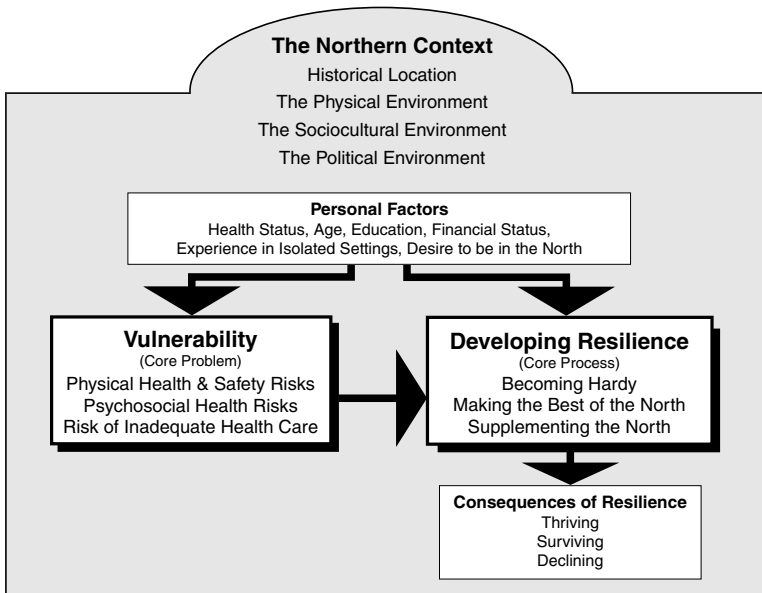 The Northern Context
Historical Location
The Physical Environment
The Sociocultural Environment
The Political Environment
Personal Factors
Health Status, Age, Education, Financial Status,
Experience in Isolated Settings, Desire to be in the North
Vulnerability
(Core Problem)
Physical Health & Safety Risks
Psychosocial Health Risks
Risk of Inadequate Health Care
Developing Resilience
(Core Process)
Becoming Hardy
Making the Best of the North
Supplementing the North
Consequences of Resilience
Thriving
Surviving
Declining